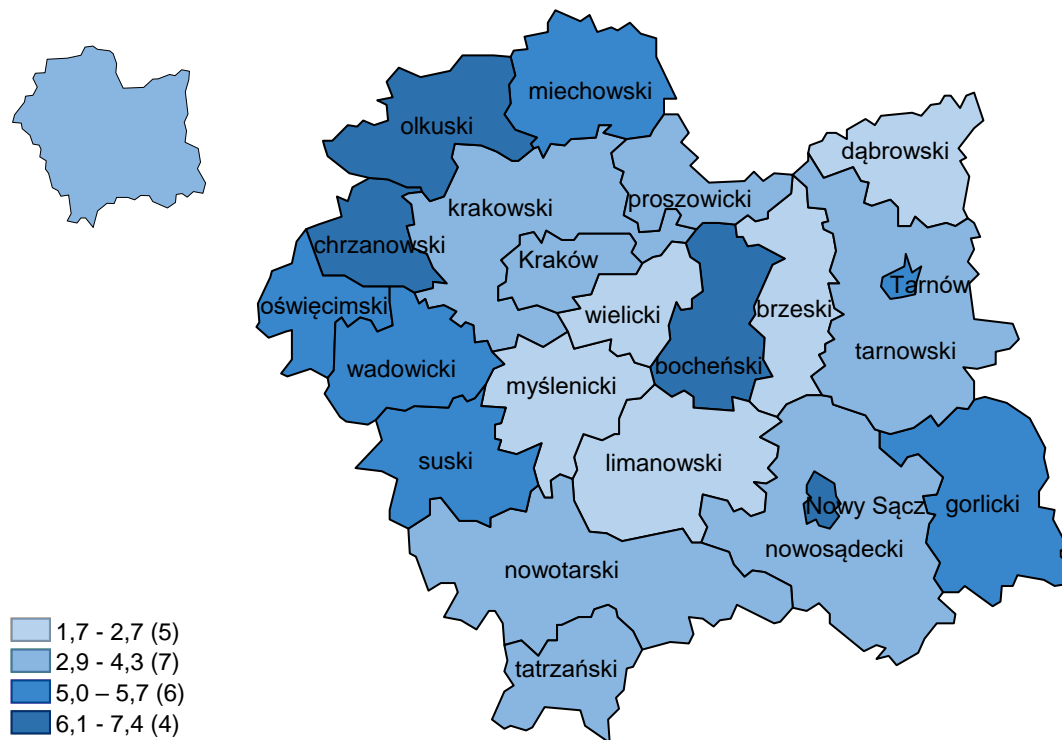 miechowski
olkuski
dąbrowski
proszowicki
krakowski
chrzanowski
Kraków
Tarnów
oświęcimski
wielicki
brzeski
tarnowski
wadowicki
bocheński
myślenicki
suski
limanowski
Nowy Sącz
gorlicki
nowosądecki
nowotarski
tatrzański
1,7 - 2,7 (5)
2,9 - 4,3 (7)
5,0 – 5,7 (6)
6,1 - 7,4 (4)